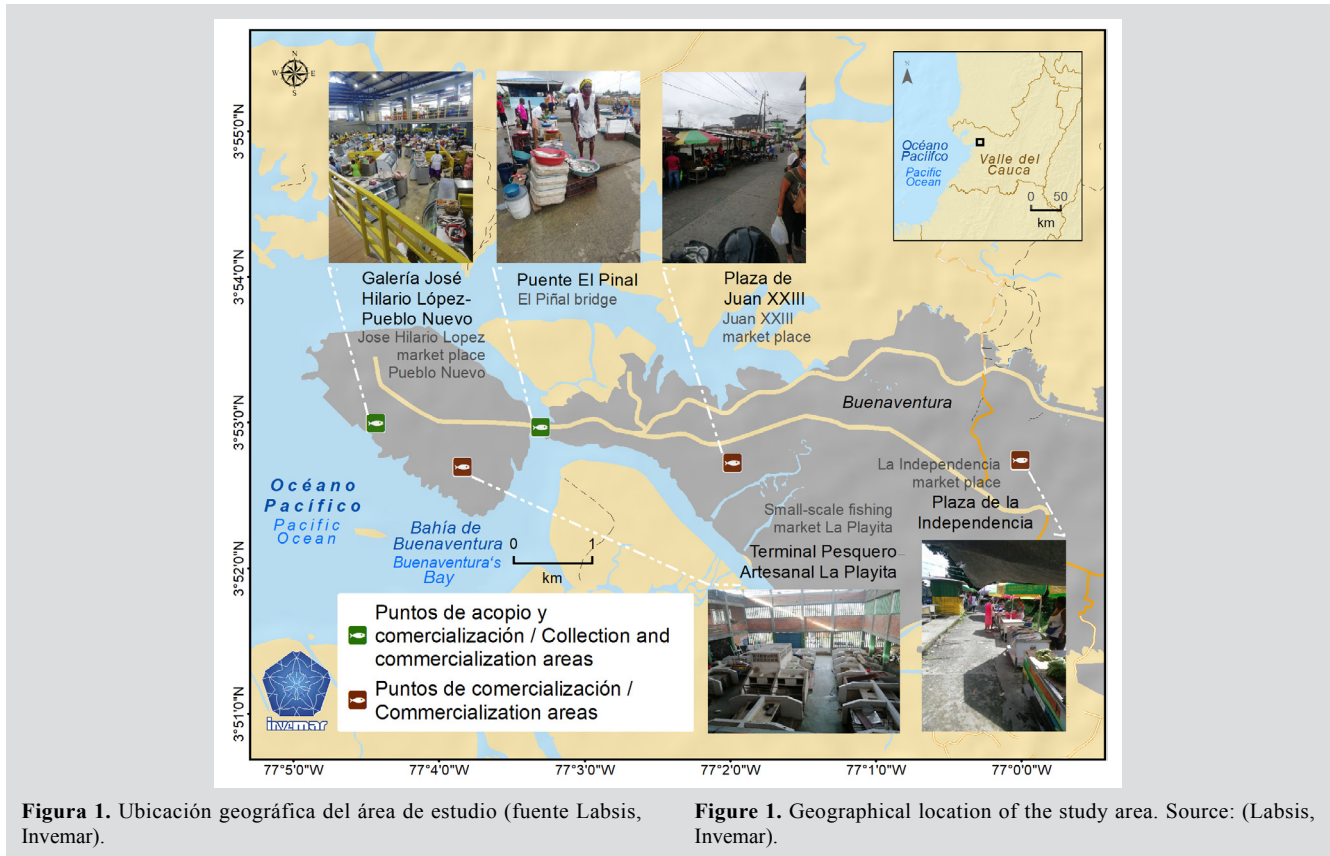 N
W E
S
3°55'0"N
3°54'0"N
3°53'0"N
3°52'0"N
3°51'0"N
N
Océano
Pacífico
Pacific
Ocean
Valle del
Cauca
0 50
km
Galería José
Hilario López-
Pueblo Nuevo
Jose Hilario Lopez
market place
Pueblo Nuevo
Puente El Pinal
El Piñal bridge
Plaza de
Juan XXIII
Juan XXIII
market place
Buenaventura
La Independencia
market place
Plaza de la
Independencia
Small-scale fishing
market La Playita
Terminal Pesquero
Artesanal La Playita
Océano
Pacífico
Pacific
Ocean
Bahía de
Buenaventura
Buenaventura's
Bay
0 1
km
Puntos de acopio y
comercialización / Collection and
commercialization areas
Puntos de comercialización /
Commercialization areas
invemar
77°5'0"W 77°4'0"W 77°3'0"W 77°2'0"W 77°1'0"W 77°0'0"W
Figura 1. Ubicación geográfica del área de estudio (fuente Labsis,
Invemar).
Figure 1. Geographical location of the study area. Source: (Labsis,
Invemar).